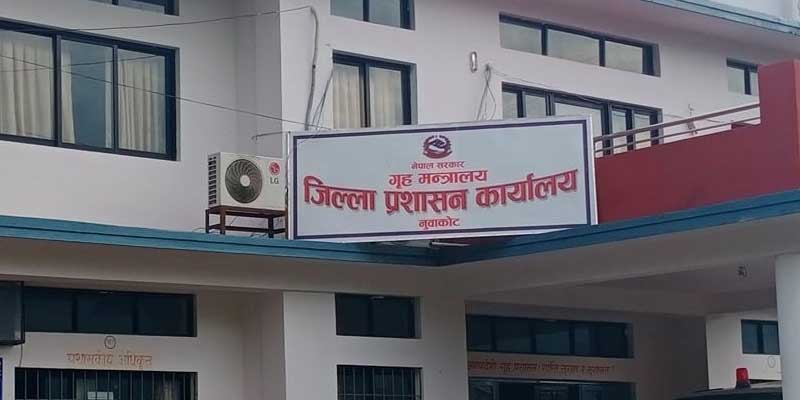 नेपाल सरकार
गृह मन्त्रालय
जिल्ला प्रशासन कार्यालय
नुवाकोट
LG
प्रशासकीय अधिकृत